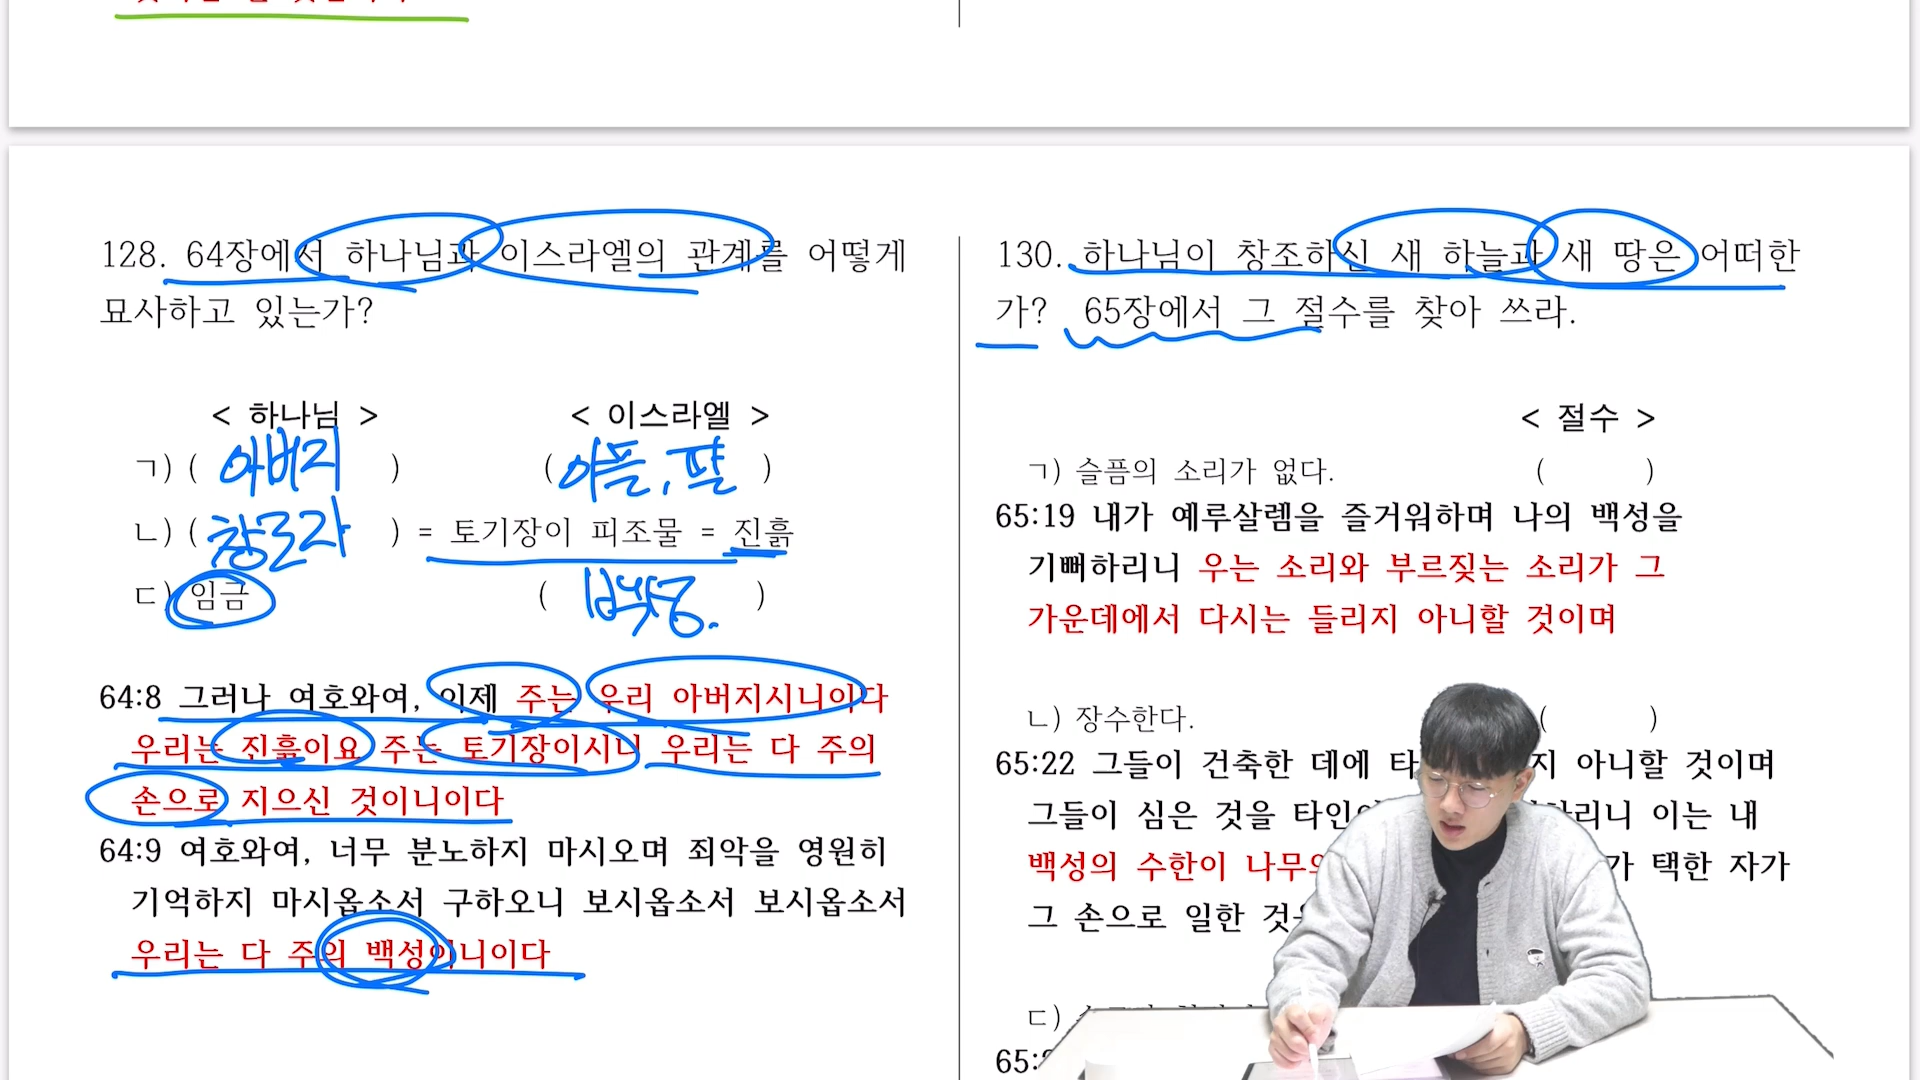 128. 64장에서 하나님과 이스라엘의 관계를 어떻게
묘사하고 있는가?
< 하나님 > < 이스라엘 >
ㄱ) ( 아버지 ) ( 아들, 딸 )
ㄴ) ( 창조자 ) = 토기장이 피조물 = 진흙
ㄷ) 임금 ( 백성 )
64:8 그러나 여호와여, 이제 주는 우리 아버지시니이다
우리는 진흙이요 주는 토기장이시니 우리는 다 주의
손으로 지으신 것이니이다
64:9 여호와여, 너무 분노하지 마시오며 죄악을 영원히
기억하지 마시옵소서 구하오니 보시옵소서 보시옵소서
우리는 다 주의 백성이니이다
130. 하나님이 창조하신 새 하늘과 새 땅은 어떠한
가? 65장에서 그 절수를 찾아 쓰라.
< 절수 >
ㄱ) 슬픔의 소리가 없다. ( )
65:19 내가 예루살렘을 즐거워하며 나의 백성을
기뻐하리니 우는 소리와 부르짖는 소리가 그
가운데에서 다시는 들리지 아니할 것이며
ㄴ) 장수한다. ( )
65:22 그들이 건축한 데에 지 아니할 것이며
그들이 심은 것을 이는 내
백성의 수한이 택한 자가
그 손으로 일한
ㄷ)
65: